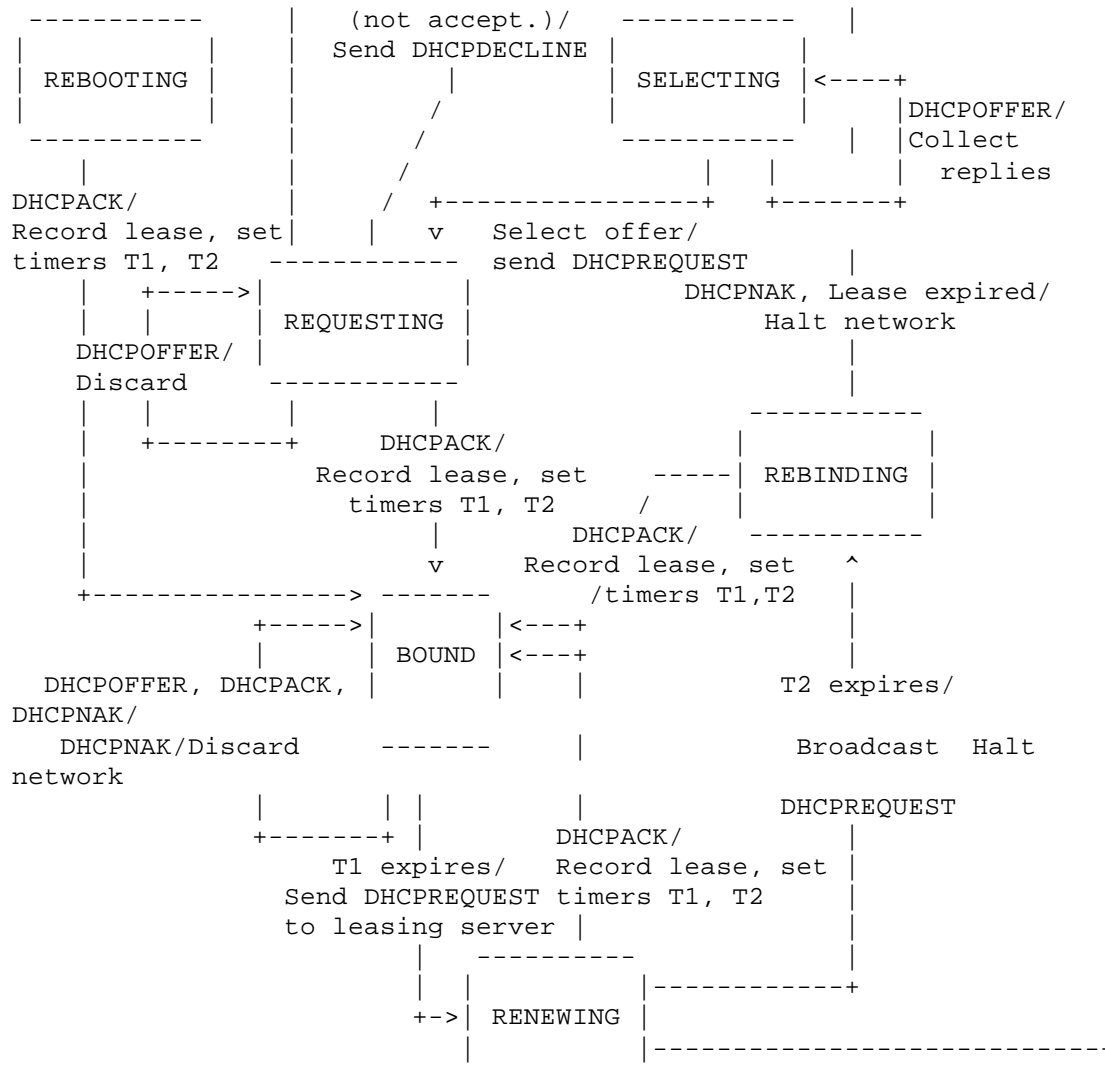 (not accept.)/
Send DHCPDECLINE
REBOOTING SELECTING
DHCPOFFER/
Collect
replies
DHCPACK/
Record lease, set v Select offer/
timers T1, T2 send DHCPREQUEST
DHCPNAK, Lease expired/
REQUESTING Halt network
DHCPOFFER/
Discard
DHCPACK/
Record lease, set REBINDING
timers T1, T2
DHCPACK/
v Record lease, set
/timers T1,T2
BOUND
DHCPOFFER, DHCPACK, T2 expires/
DHCPNAK/
DHCPNAK/Discard Broadcast Halt
network
DHCPREQUEST
DHCPACK/
T1 expires/ Record lease, set
Send DHCPREQUEST timers T1, T2
to leasing server
RENEWING